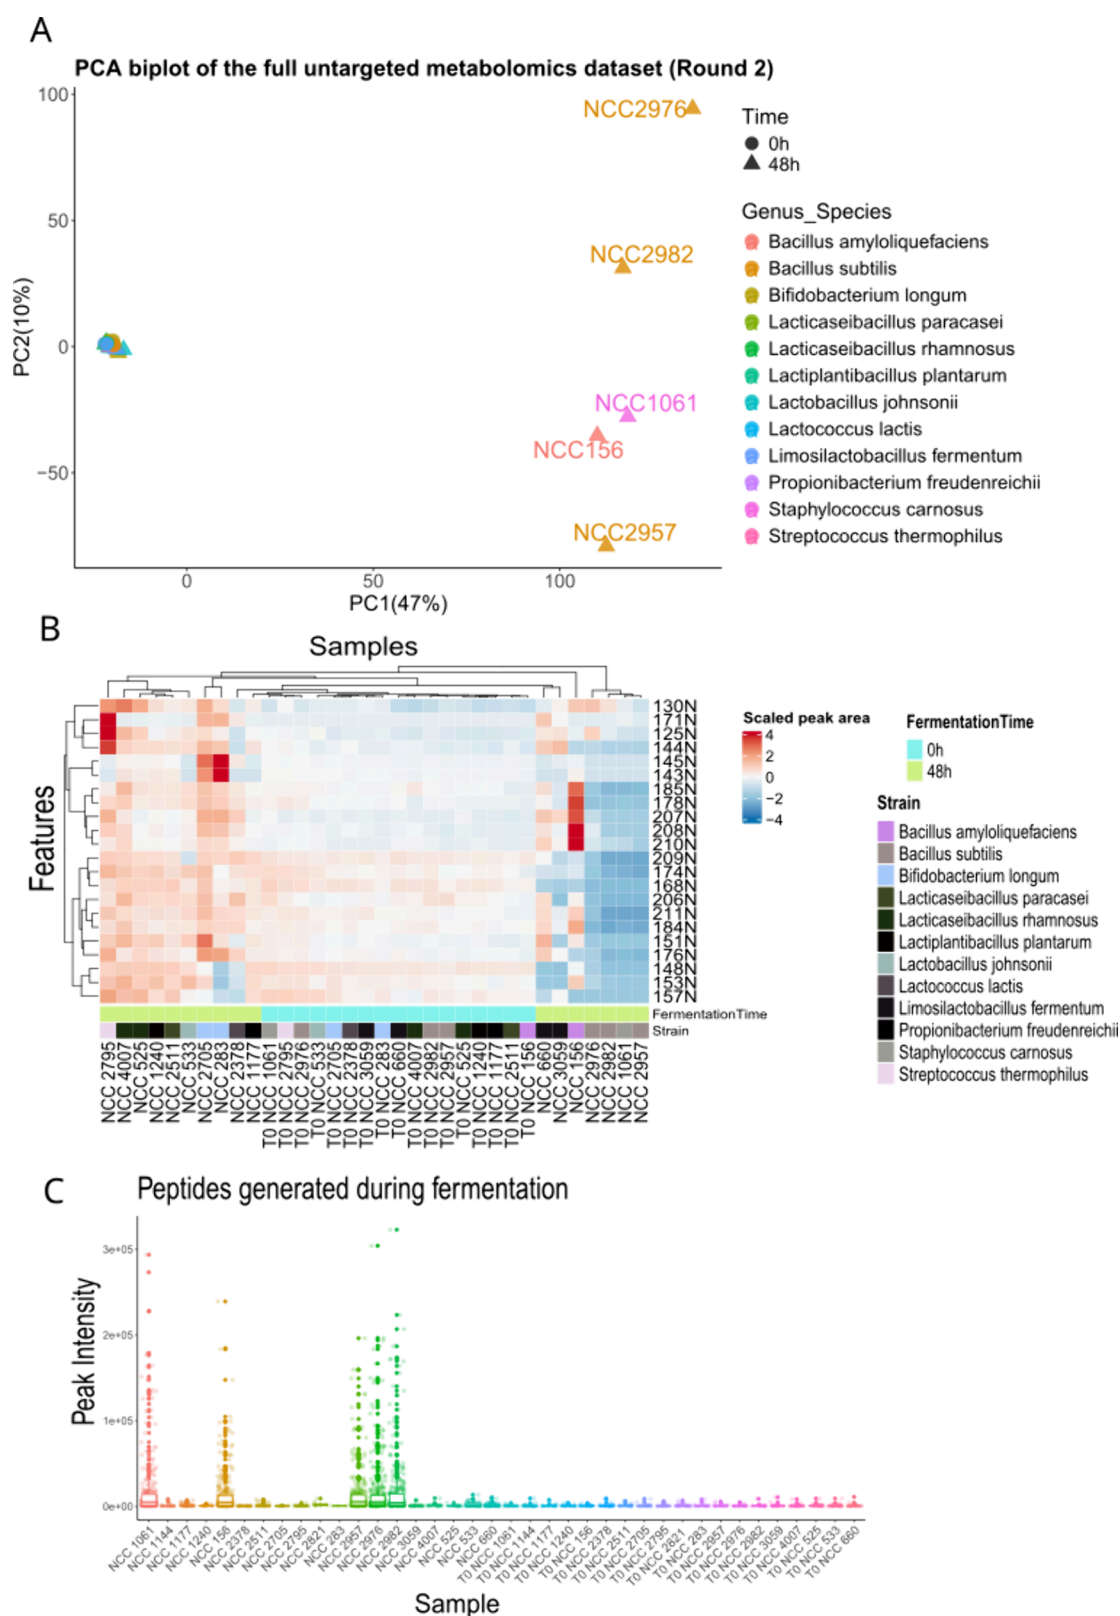 A
PCA biplot of the full untargeted metabolomics dataset (Round 2)
100
50
0
−50
PC2(10%)
0
50
100
PC1(47%)
NCC2976
NCC2982
NCC1061
NCC156
NCC2957
Time
0h
48h
Genus_Species
Bacillus amyloliquefaciens
Bacillus subtilis
Bifidobacterium longum
Lacticaseibacillus paracasei
Lacticaseibacillus rhamnosus
Lactiplantibacillus plantarum
Lactobacillus johnsonii
Lactococcus lactis
Limosilactobacillus fermentum
Propionibacterium freudenreichii
Staphylococcus carnosus
Streptococcus thermophilus
B
Samples
Features
130N
171N
125N
144N
145N
143N
185N
178N
207N
208N
210N
209N
174N
168N
206N
211N
184N
151N
176N
148N
153N
157N
FermentationTime
Strain
NCC 2795
NCC 4007
NCC 525
NCC 1240
NCC 2511
NCC 533
NCC 2705
NCC 283
NCC 2378
NCC 1177
T0 NCC 1061
T0 NCC 2795
T0 NCC 2976
T0 NCC 533
T0 NCC 2705
T0 NCC 2378
T0 NCC 3059
T0 NCC 283
T0 NCC 660
T0 NCC 4007
T0 NCC 2982
T0 NCC 2957
T0 NCC 525
T0 NCC 1240
T0 NCC 1177
T0 NCC 2511
T0 NCC 156
NCC 660
NCC 3059
NCC 156
NCC 2976
NCC 2982
NCC 1061
NCC 2957
Scaled peak area
4
2
0
−2
−4
FermentationTime
0h
48h
Strain
Bacillus amyloliquefaciens
Bacillus subtilis
Bifidobacterium longum
Lacticaseibacillus paracasei
Lacticaseibacillus rhamnosus
Lactiplantibacillus plantarum
Lactobacillus johnsonii
Lactococcus lactis
Limosilactobacillus fermentum
Propionibacterium freudenreichii
Staphylococcus carnosus
Streptococcus thermophilus
C
Peptides generated during fermentation
Peak Intensity
3e+05
2e+05
1e+05
0e+00
NCC 1061
NCC 1144
NCC 1177
NCC 1240
NCC 156
NCC 2378
NCC 2511
NCC 2705
NCC 2795
NCC 2821
NCC 283
NCC 2957
NCC 2976
NCC 2982
NCC 3059
NCC 4007
NCC 525
NCC 533
NCC 660
T0 NCC 1061
T0 NCC 1144
T0 NCC 1177
T0 NCC 1240
T0 NCC 156
T0 NCC 2378
T0 NCC 2511
T0 NCC 2705
T0 NCC 2795
T0 NCC 2821
T0 NCC 283
T0 NCC 2957
T0 NCC 2976
T0 NCC 2982
T0 NCC 3059
T0 NCC 4007
T0 NCC 525
T0 NCC 533
T0 NCC 660
Sample